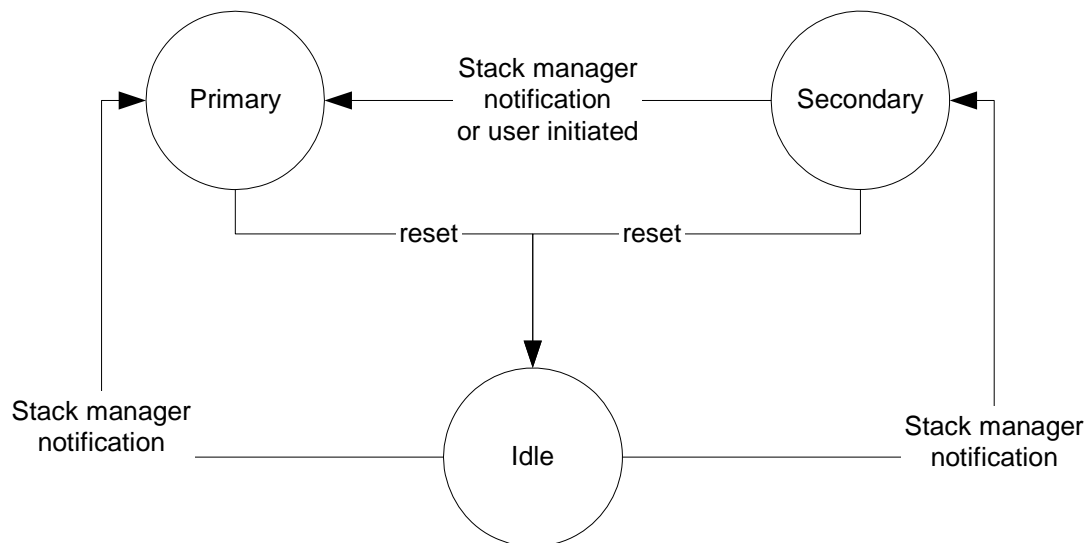 Primary
Stack manager
notification
or user initiated
Secondary
reset
reset
Stack manager
notification
Idle
Stack manager
notification